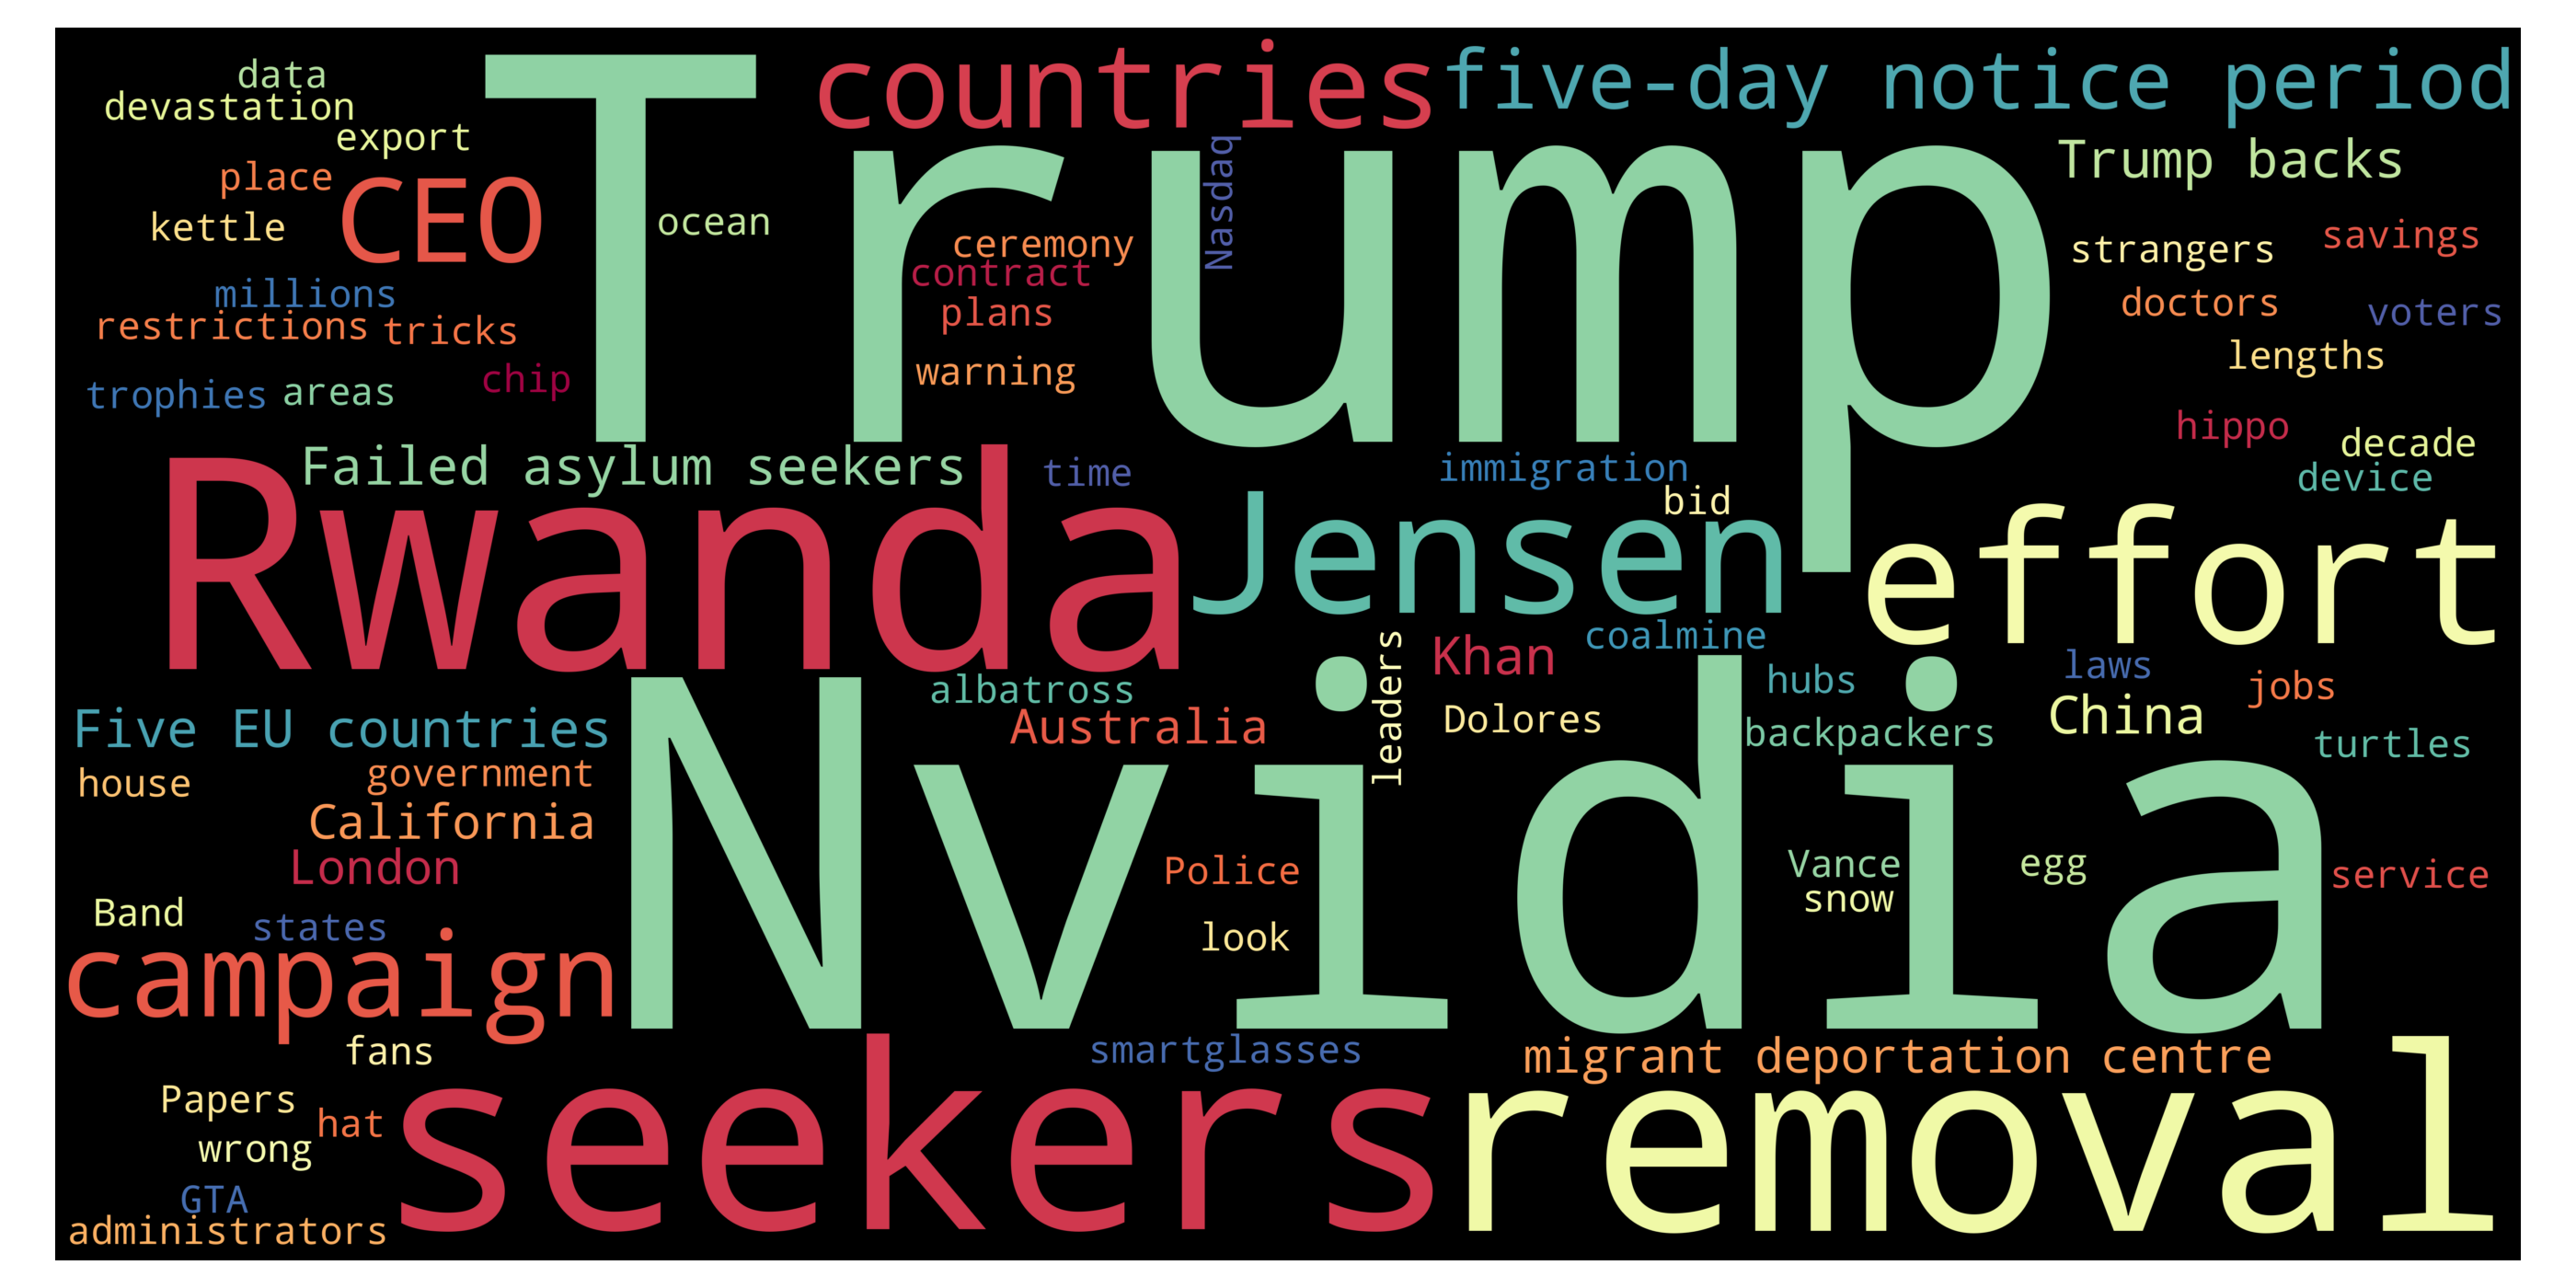 data
devastation
export
place
kettle
CEO
millions
restrictions
tricks
trophies
areas
chip
Trump
ocean
countries
five-day notice period
Nasdaq
ceremony
contract
plans
warning
Trump backs
strangers
savings
doctors
voters
lengths
hippo
decade
device
Failed asylum seekers
time
immigration
bid
Rwanda
Jensen
effort
leaders
Khan
coalmine
albatross
Australia
Dolores
hubs
backpackers
laws
China
jobs
turtles
Five EU countries
house
government
California
London
Nvidia
Police
look
Vance
snow
egg
service
Band
states
campaign
fans
smartglasses
migrant deportation centre
Papers
hat
wrong
GTA
administrators
seekers
removal